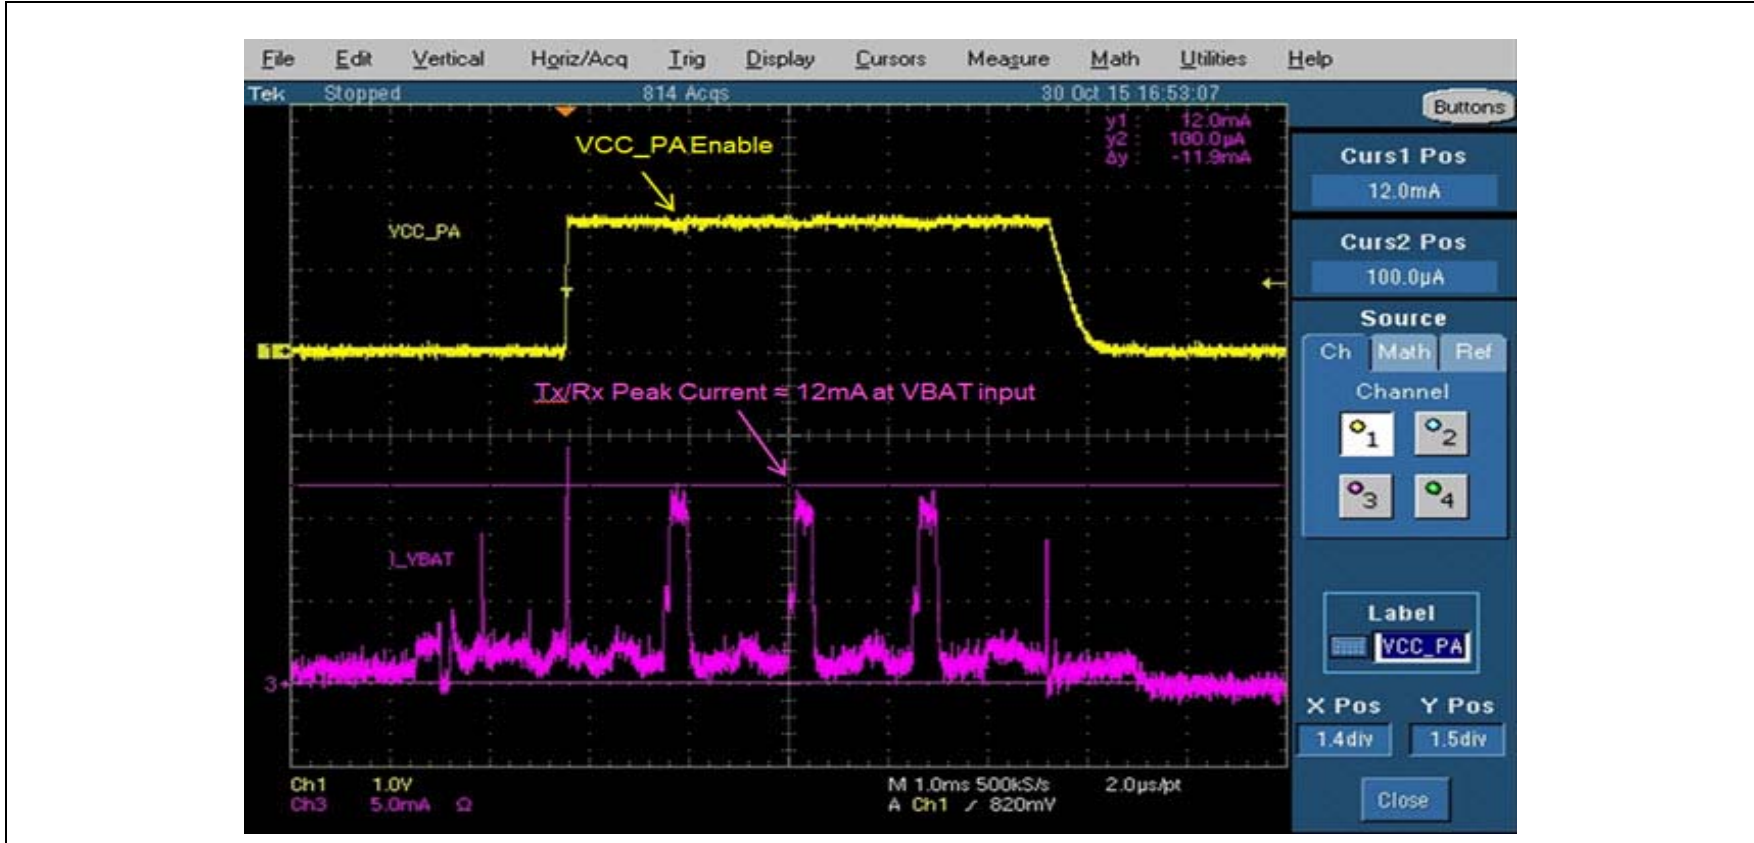 File Edit Vertical Horiz/Acq Trig Display Cursors Measure Math Utilities Help
Tek Stopped 814 Acqs 30 Oct 15 16:53:07
Buttons
y1 : 12.0mA
y2 : 100.0µA
Δy : -11.9mA
VCC_PA Enable
VCC_PA
Tx/Rx Peak Current ≈ 12mA at VBAT input
I_VBAT
3
Ch1 1.0V
Ch3 5.0mA Ω
M 1.0ms 500kS/s 2.0µs/pt
A Ch1 / 820mV
Curs1 Pos
12.0mA
Curs2 Pos
100.0µA
Source
Ch Math Ref
Channel
1 2
3 4
Label
VCC_PA
X Pos Y Pos
1.4div 1.5div
Close